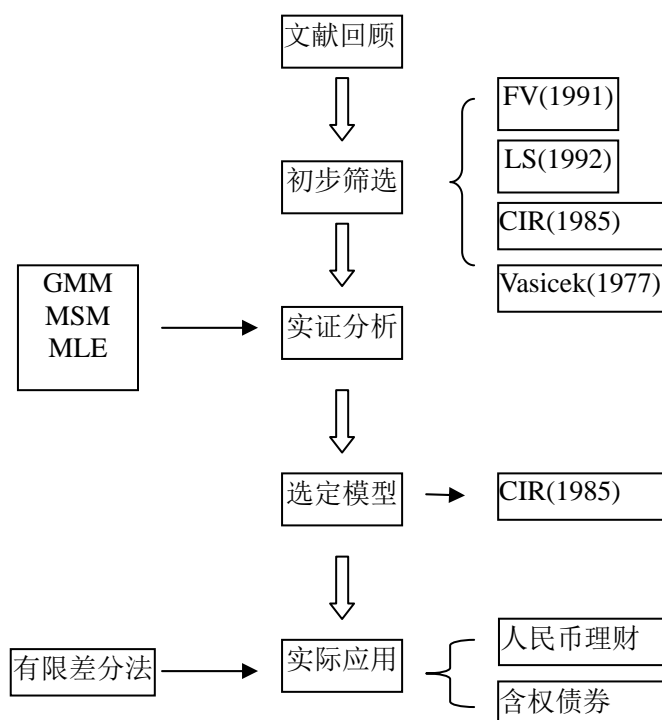 文献回顾
FV(1991)
LS(1992)
初步筛选
CIR(1985)
Vasicek(1977)
GMM
MSM
MLE
实证分析
选定模型
CIR(1985)
人民币理财
有限差分法
实际应用
含权债券